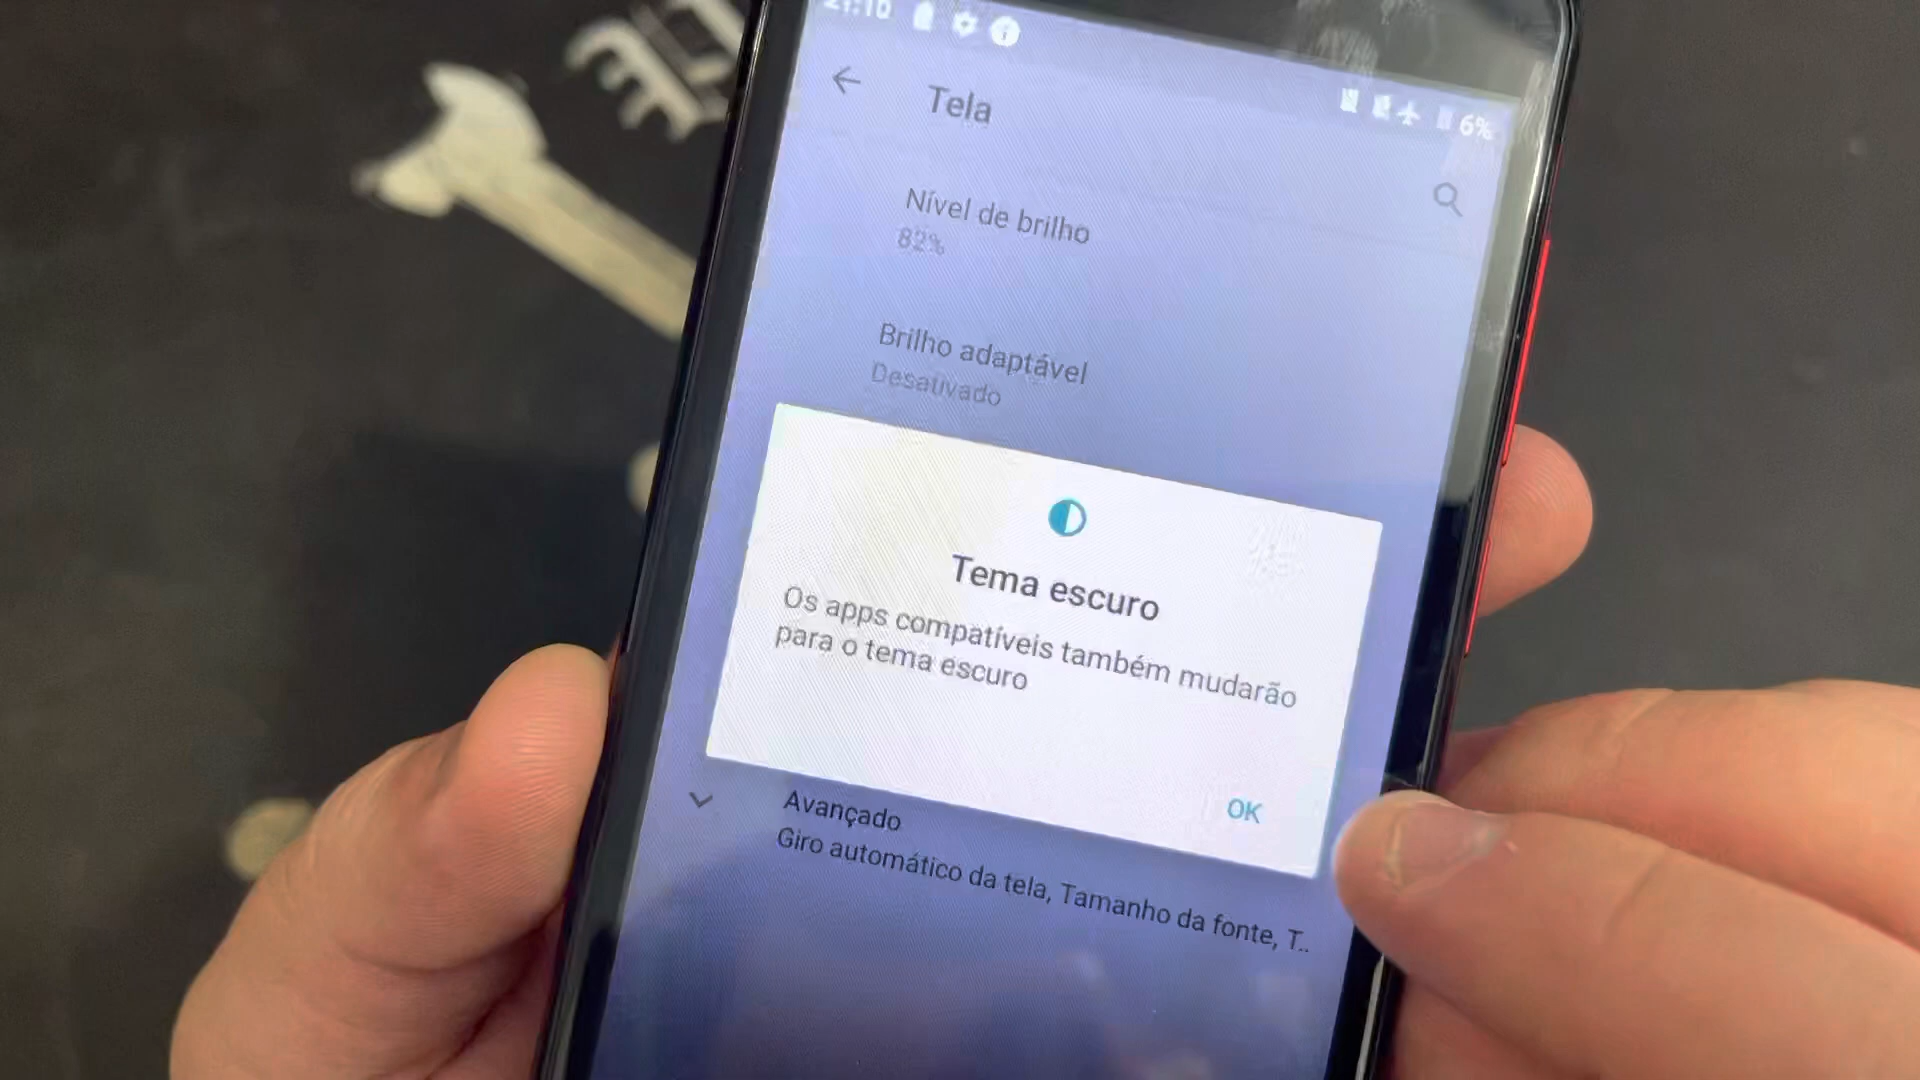 21:10
6%
Tela
Nível de brilho
82%
Brilho adaptável
Desativado
Tema escuro
Os apps compatíveis também mudarão
para o tema escuro
OK
Avançado
Giro automático da tela, Tamanho da fonte, T..